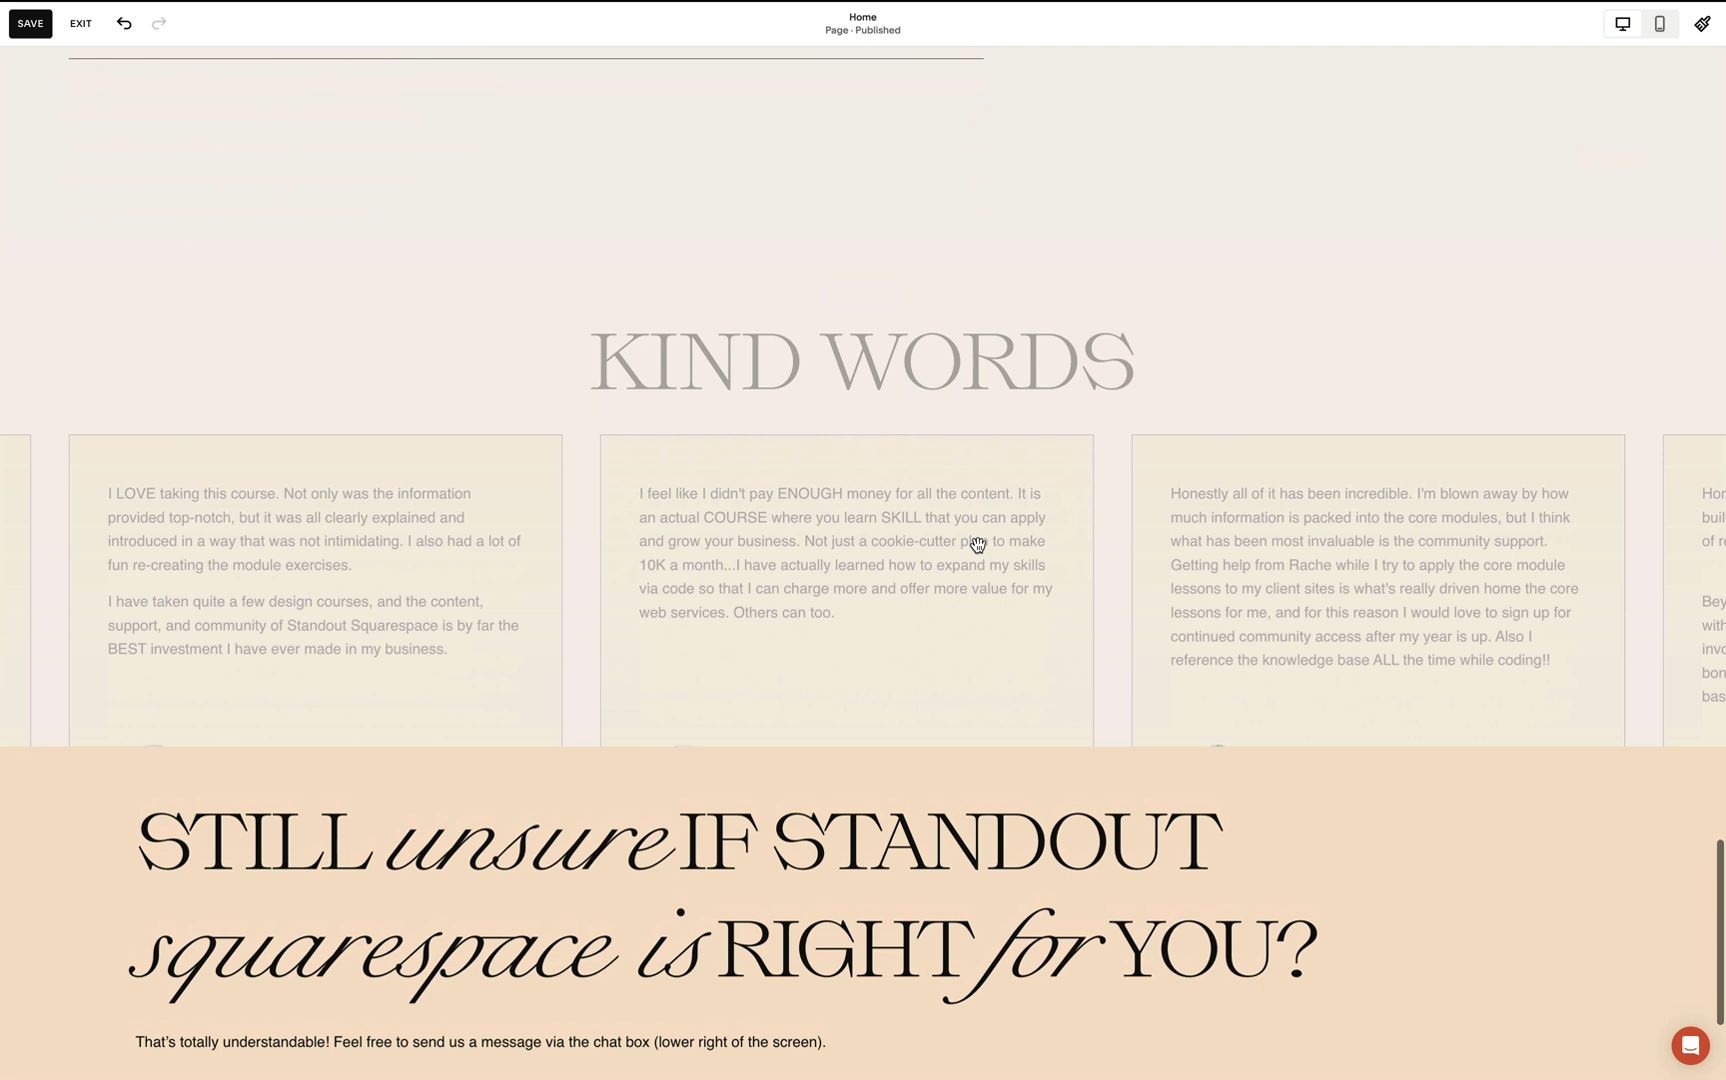 SAVE
EXIT
Home
Page · Published
KIND WORDS
I LOVE taking this course. Not only was the information
provided top-notch, but it was all clearly explained and
introduced in a way that was not intimidating. I also had a lot of
fun re-creating the module exercises.
I have taken quite a few design courses, and the content,
support, and community of Standout Squarespace is by far the
BEST investment I have ever made in my business.
I feel like I didn't pay ENOUGH money for all the content. It is
an actual COURSE where you learn SKILL that you can apply
and grow your business. Not just a cookie-cutter plan to make
10K a month...I have actually learned how to expand my skills
via code so that I can charge more and offer more value for my
web services. Others can too.
Honestly all of it has been incredible. I'm blown away by how
much information is packed into the core modules, but I think
what has been most invaluable is the community support.
Getting help from Rache while I try to apply the core module
lessons to my client sites is what's really driven home the core
lessons for me, and for this reason I would love to sign up for
continued community access after my year is up. Also I
reference the knowledge base ALL the time while coding!!
STILL unsure IF STANDOUT
squarespace is RIGHT for YOU?
That's totally understandable! Feel free to send us a message via the chat box (lower right of the screen).